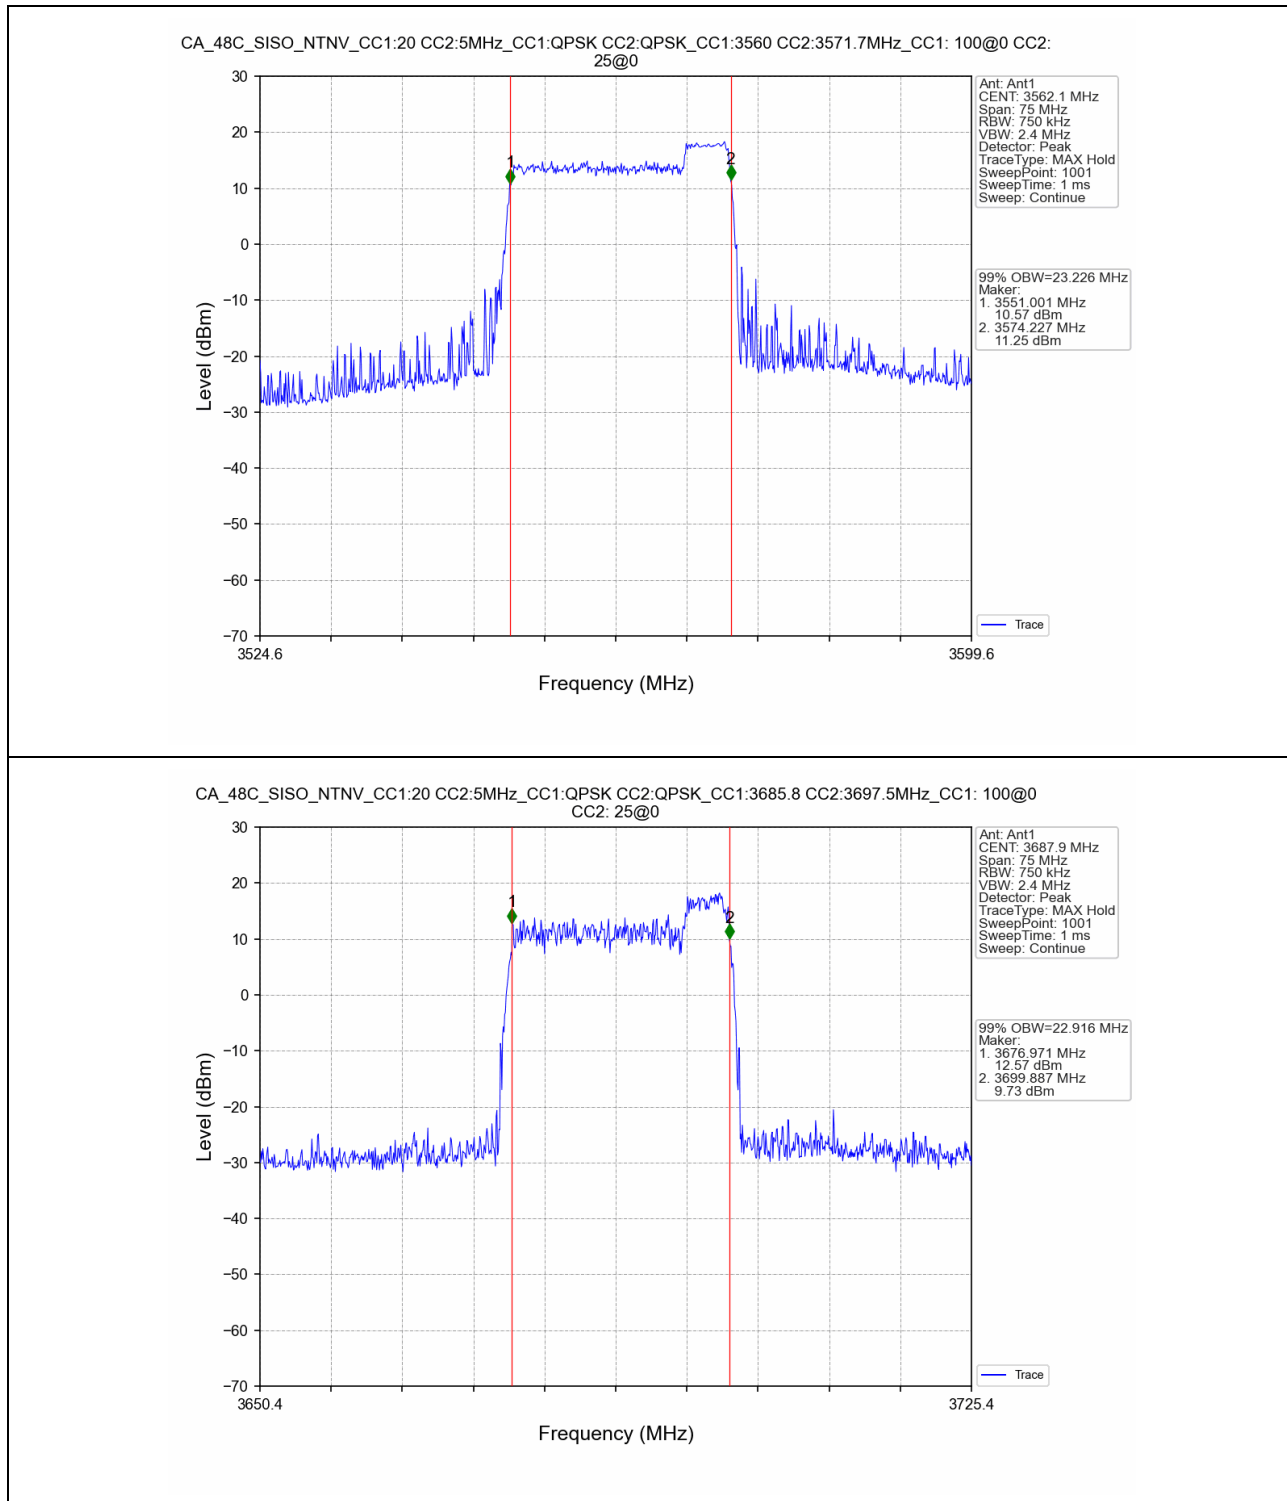 CA_48C_SISO_NTNV_CC1:20 CC2:5MHz_CC1:QPSK CC2:QPSK_CC1:3560 CC2:3571.7MHz_CC1: 100@0 CC2:
25@0
30
20
10
0
−10
−20
−30
−40
−50
−60
−70
Level (dBm)
1
2
3524.6
3599.6
Frequency (MHz)
Ant: Ant1
CENT: 3562.1 MHz
Span: 75 MHz
RBW: 750 kHz
VBW: 2.4 MHz
Detector: Peak
TraceType: MAX Hold
SweepPoint: 1001
SweepTime: 1 ms
Sweep: Continue
99% OBW=23.226 MHz
Maker:
1. 3551.001 MHz
10.57 dBm
2. 3574.227 MHz
11.25 dBm
Trace
CA_48C_SISO_NTNV_CC1:20 CC2:5MHz_CC1:QPSK CC2:QPSK_CC1:3685.8 CC2:3697.5MHz_CC1: 100@0
CC2: 25@0
30
20
10
0
−10
−20
−30
−40
−50
−60
−70
Level (dBm)
1
2
3650.4
3725.4
Frequency (MHz)
Ant: Ant1
CENT: 3687.9 MHz
Span: 75 MHz
RBW: 750 kHz
VBW: 2.4 MHz
Detector: Peak
TraceType: MAX Hold
SweepPoint: 1001
SweepTime: 1 ms
Sweep: Continue
99% OBW=22.916 MHz
Maker:
1. 3676.971 MHz
12.57 dBm
2. 3699.887 MHz
9.73 dBm
Trace